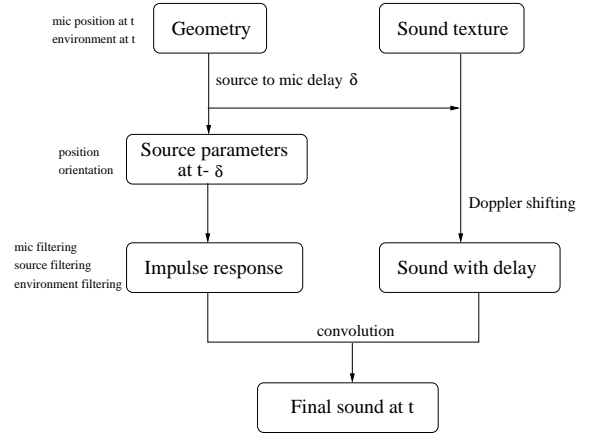 mic position at t
environment at t
Geometry
Sound texture
source to mic delay δ
position
orientation
Source parameters
at t- δ
Doppler shifting
mic filtering
source filtering
environment filtering
Impulse response
Sound with delay
convolution
Final sound at t